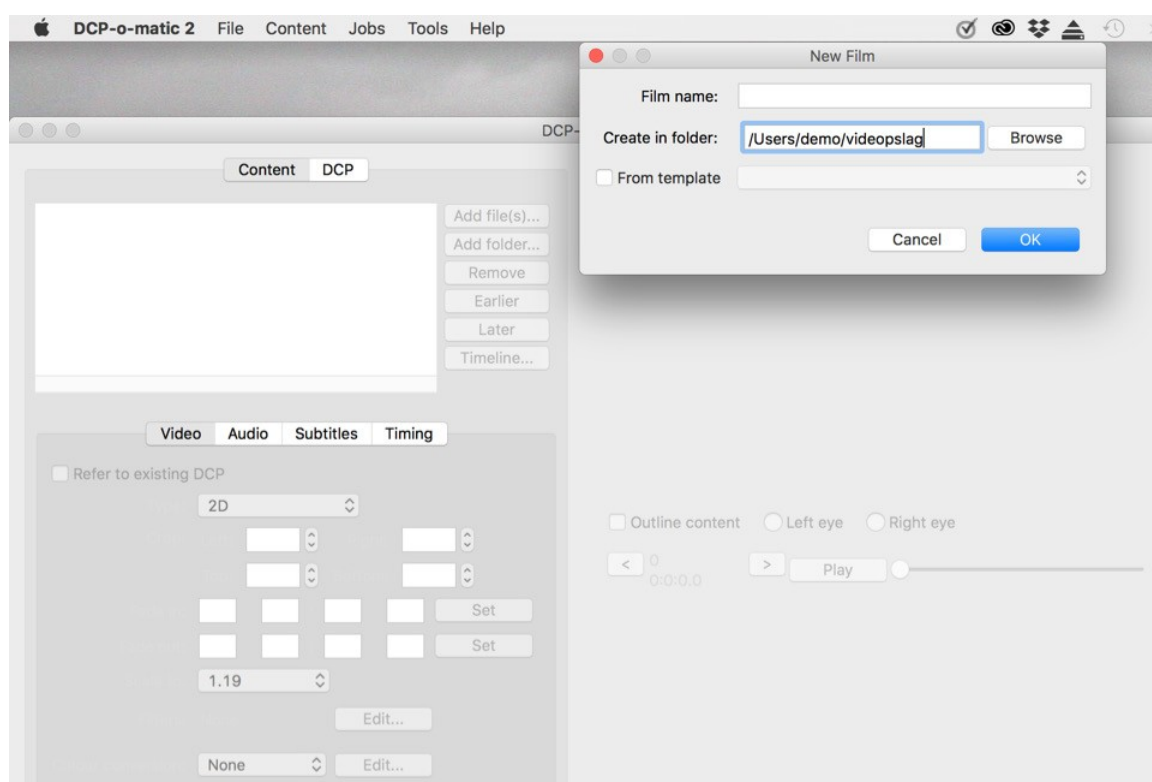 DCP-o-matic 2 File Content Jobs Tools Help
New Film
Film name:
Create in folder: /Users/demo/videopslag Browse
From template
Cancel OK
DCP-
Content DCP
Add file(s)...
Add folder...
Remove
Earlier
Later
Timeline...
Video Audio Subtitles Timing
Refer to existing DCP
2D
Set
Set
1.19
Edit...
None Edit...
Outline content Left eye Right eye
< 0 > Play
0:0:0.0